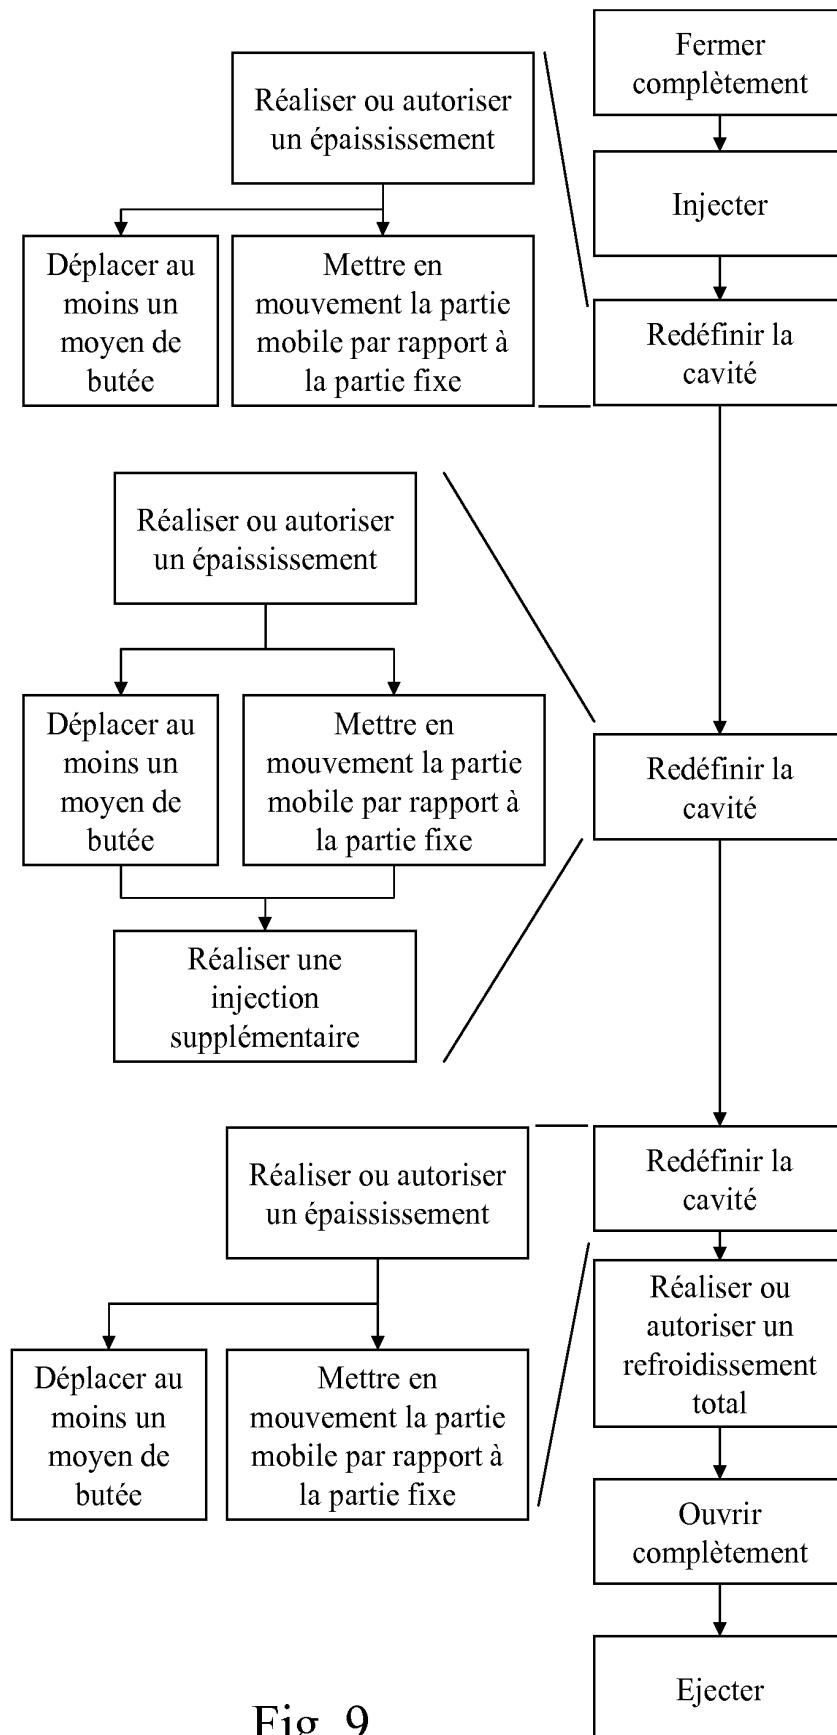 Fermer
complètement
Injecter
Redéfinir la
cavité
Réaliser ou autoriser
un épaississement
Déplacer au
moins un
moyen de
butée
Mettre en
mouvement la partie
mobile par rapport à
la partie fixe
Redéfinir la
cavité
Réaliser ou autoriser
un épaississement
Déplacer au
moins un
moyen de
butée
Mettre en
mouvement la partie
mobile par rapport à
la partie fixe
Réaliser une
injection
supplémentaire
Redéfinir la
cavité
Réaliser ou autoriser
un épaississement
Déplacer au
moins un
moyen de
butée
Mettre en
mouvement la partie
mobile par rapport à
la partie fixe
Réaliser ou
autoriser un
refroidissement
total
Ouvrir
complètement
Ejecter
Fig. 9